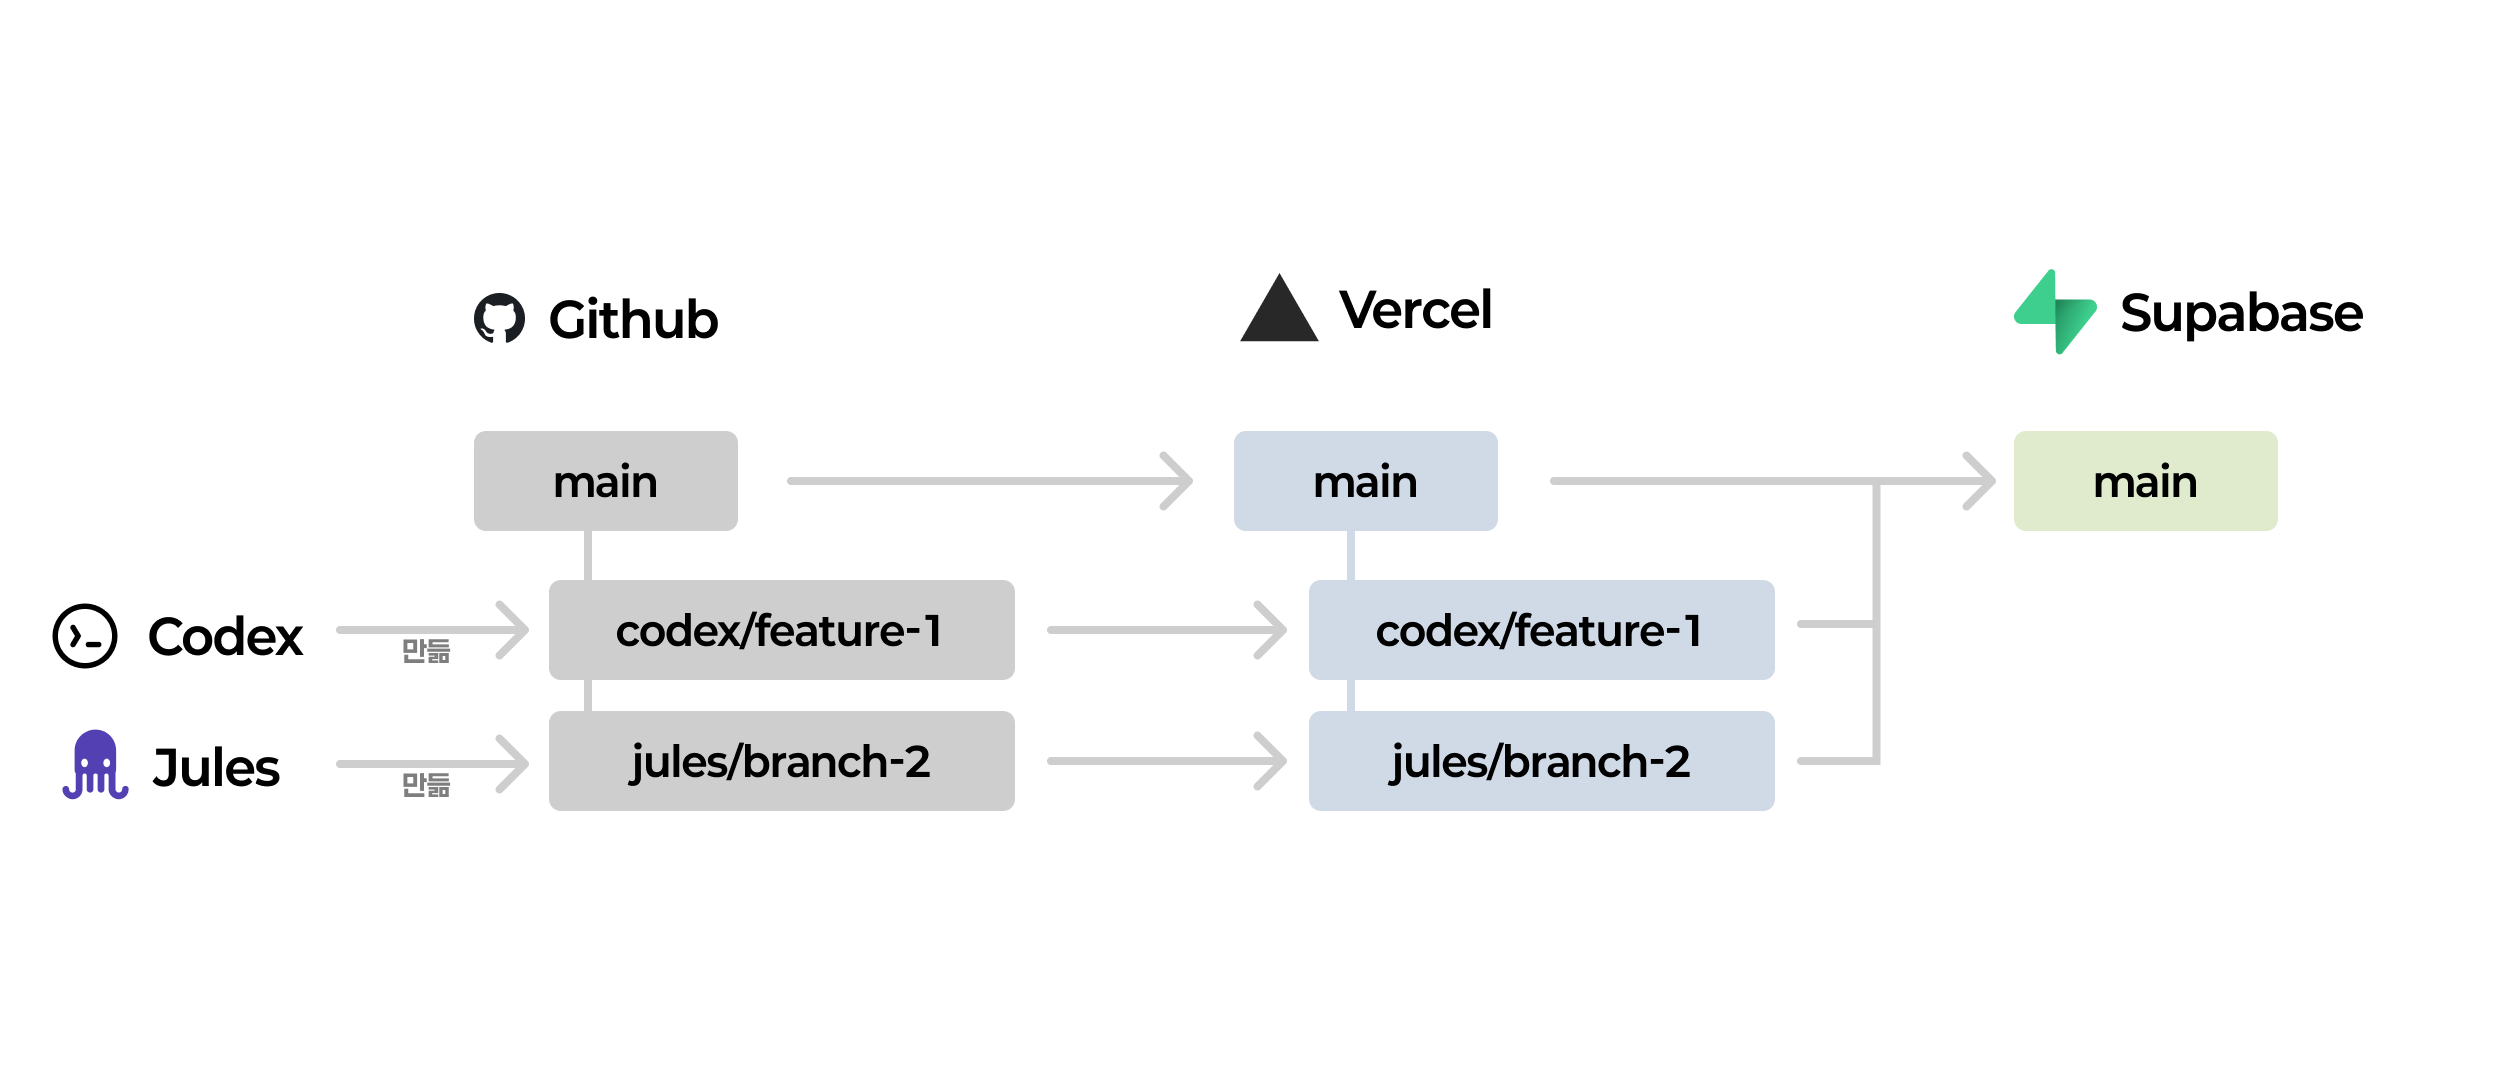 Github
Vercel
Supabase
main
main
main
Codex
만듦
codex/feature-1
codex/feature-1
Jules
만듦
jules/branch-2
jules/branch-2